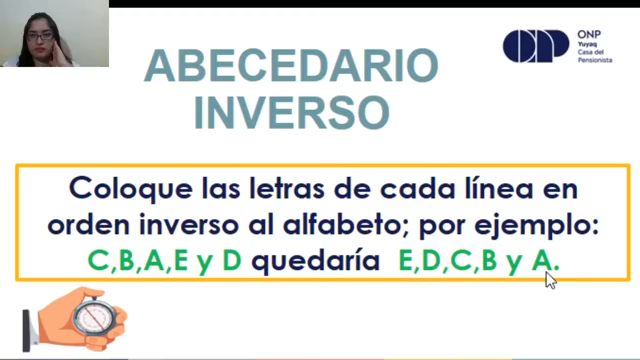 ABECEDARIO
INVERSO
ONP
Yuyaq
Casa del
Pensionista
Coloque las letras de cada línea en
orden inverso al alfabeto; por ejemplo:
C,B,A,E y D quedaría E,D,C,B y A.